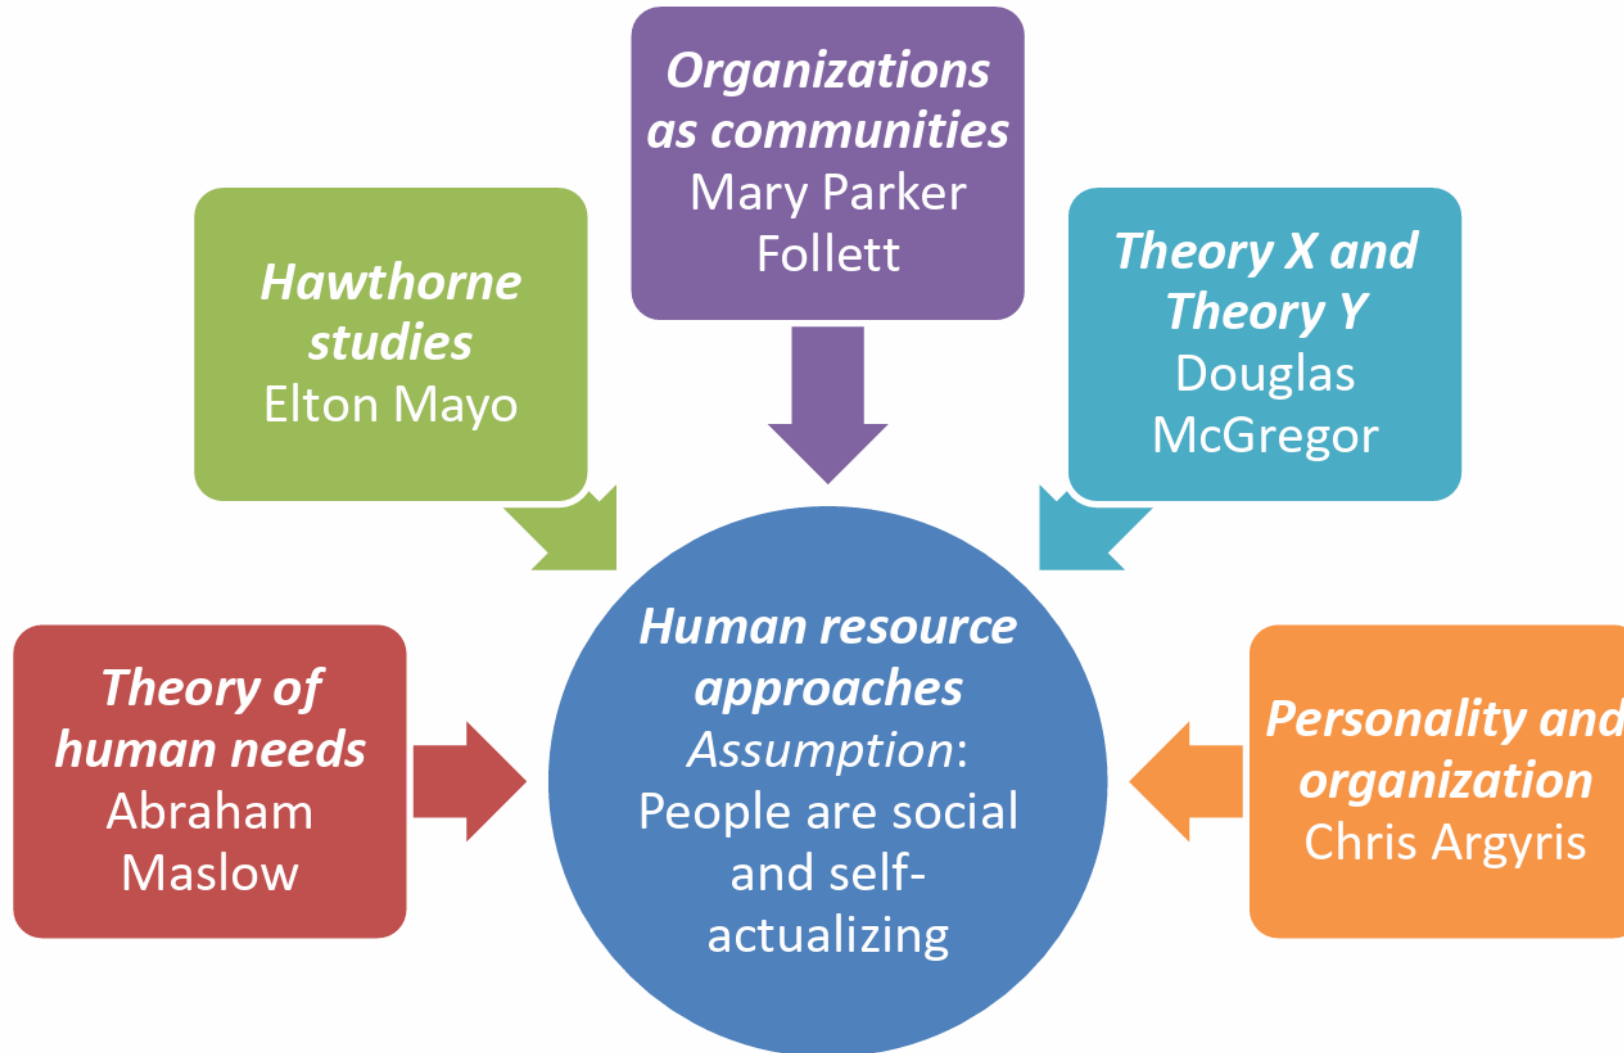 Organizations
as communities
Mary Parker
Follett
Hawthorne
studies
Elton Mayo
Theory X and
Theory Y
Douglas
McGregor
Theory of
human needs
Abraham
Maslow
Human resource
approaches
Assumption:
People are social
and self-
actualizing
Personality and
organization
Chris Argyris